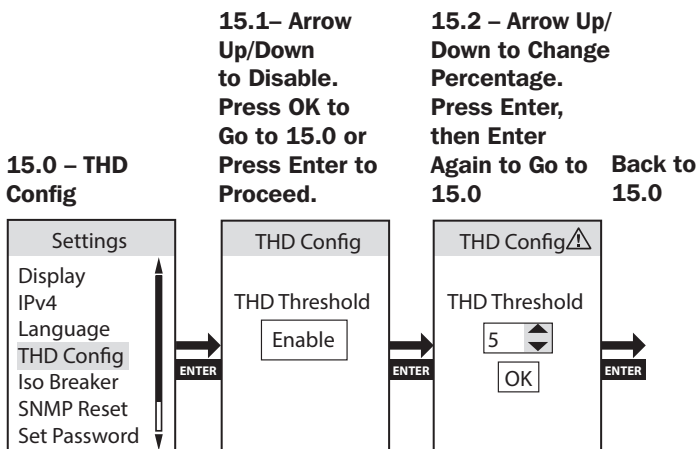 15.0 – THD
Config
Settings
Display
IPv4
Language
THD Config
Iso Breaker
SNMP Reset
Set Password
ENTER
15.1– Arrow
Up/Down
to Disable.
Press OK to
Go to 15.0 or
Press Enter to
Proceed.
THD Config
THD Threshold
Enable
ENTER
15.2 – Arrow Up/
Down to Change
Percentage.
Press Enter,
then Enter
Again to Go to
15.0
THD Config
THD Threshold
5
OK
ENTER
Back to
15.0